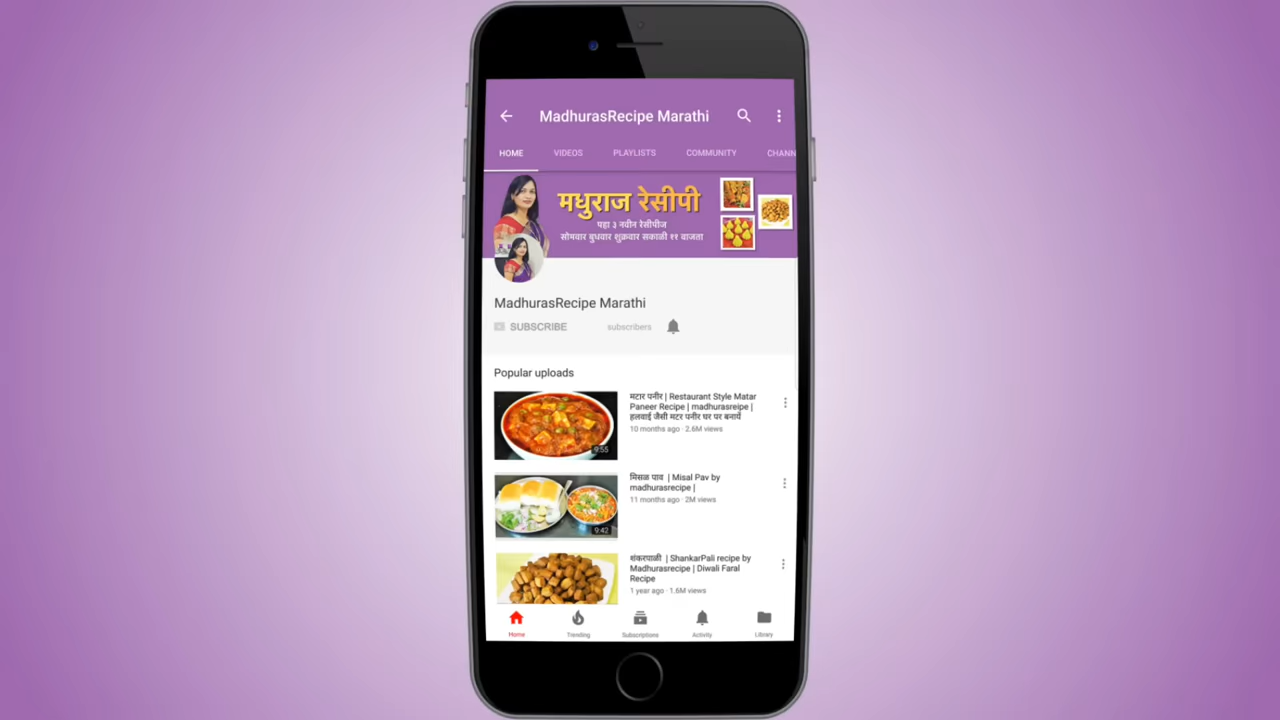 MadhurasRecipe Marathi
HOME VIDEOS PLAYLISTS COMMUNITY CHANN
मधुराज रेसीपी
पहा ३ नवीन रेसीपीज
सोमवार बुधवार शुक्रवार सकाळी ११ वाजता
MadhurasRecipe Marathi
SUBSCRIBE subscribers
Popular uploads
मटार पनीर | Restaurant Style Matar
Paneer Recipe | madhurasreipe |
हलवाई जैसी मटर पनीर घर पर बनायें
10 months ago · 2.6M views
9:55
मिसळ पाव | Misal Pav by
madhurasrecipe |
11 months ago · 2M views
9:42
शंकरपाळी | ShankarPali recipe by
Madhurasrecipe | Diwali Faral
Recipe
1 year ago · 1.6M views
Home Trending Subscriptions Activity Library